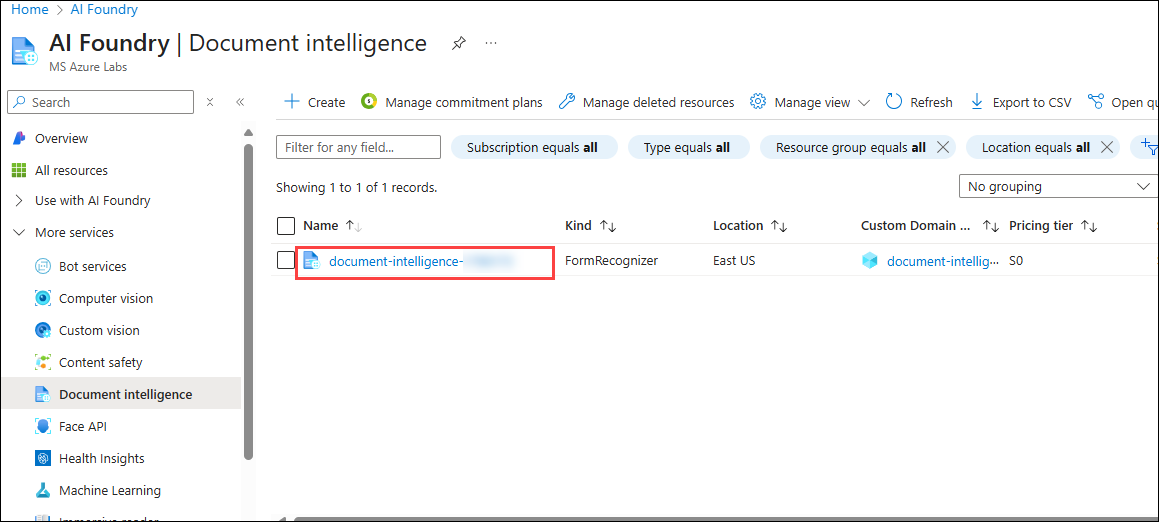 Home > AI Foundry >
AI Foundry | Document intelligence
MS Azure Labs
Search
Overview
All resources
Use with AI Foundry
More services
Bot services
Computer vision
Custom vision
Content safety
Document intelligence
Face API
Health Insights
Machine Learning
Immersive reader
Create Manage commitment plans Manage deleted resources Manage view Refresh Export to CSV Open
Filter for any field... Subscription equals all Type equals all Resource group equals all Location equals all
Showing 1 to 1 of 1 records.
No grouping
Name Kind Location Custom Domain ... Pricing tier
document-intelligence- FormRecognizer East US document-intellig... S0